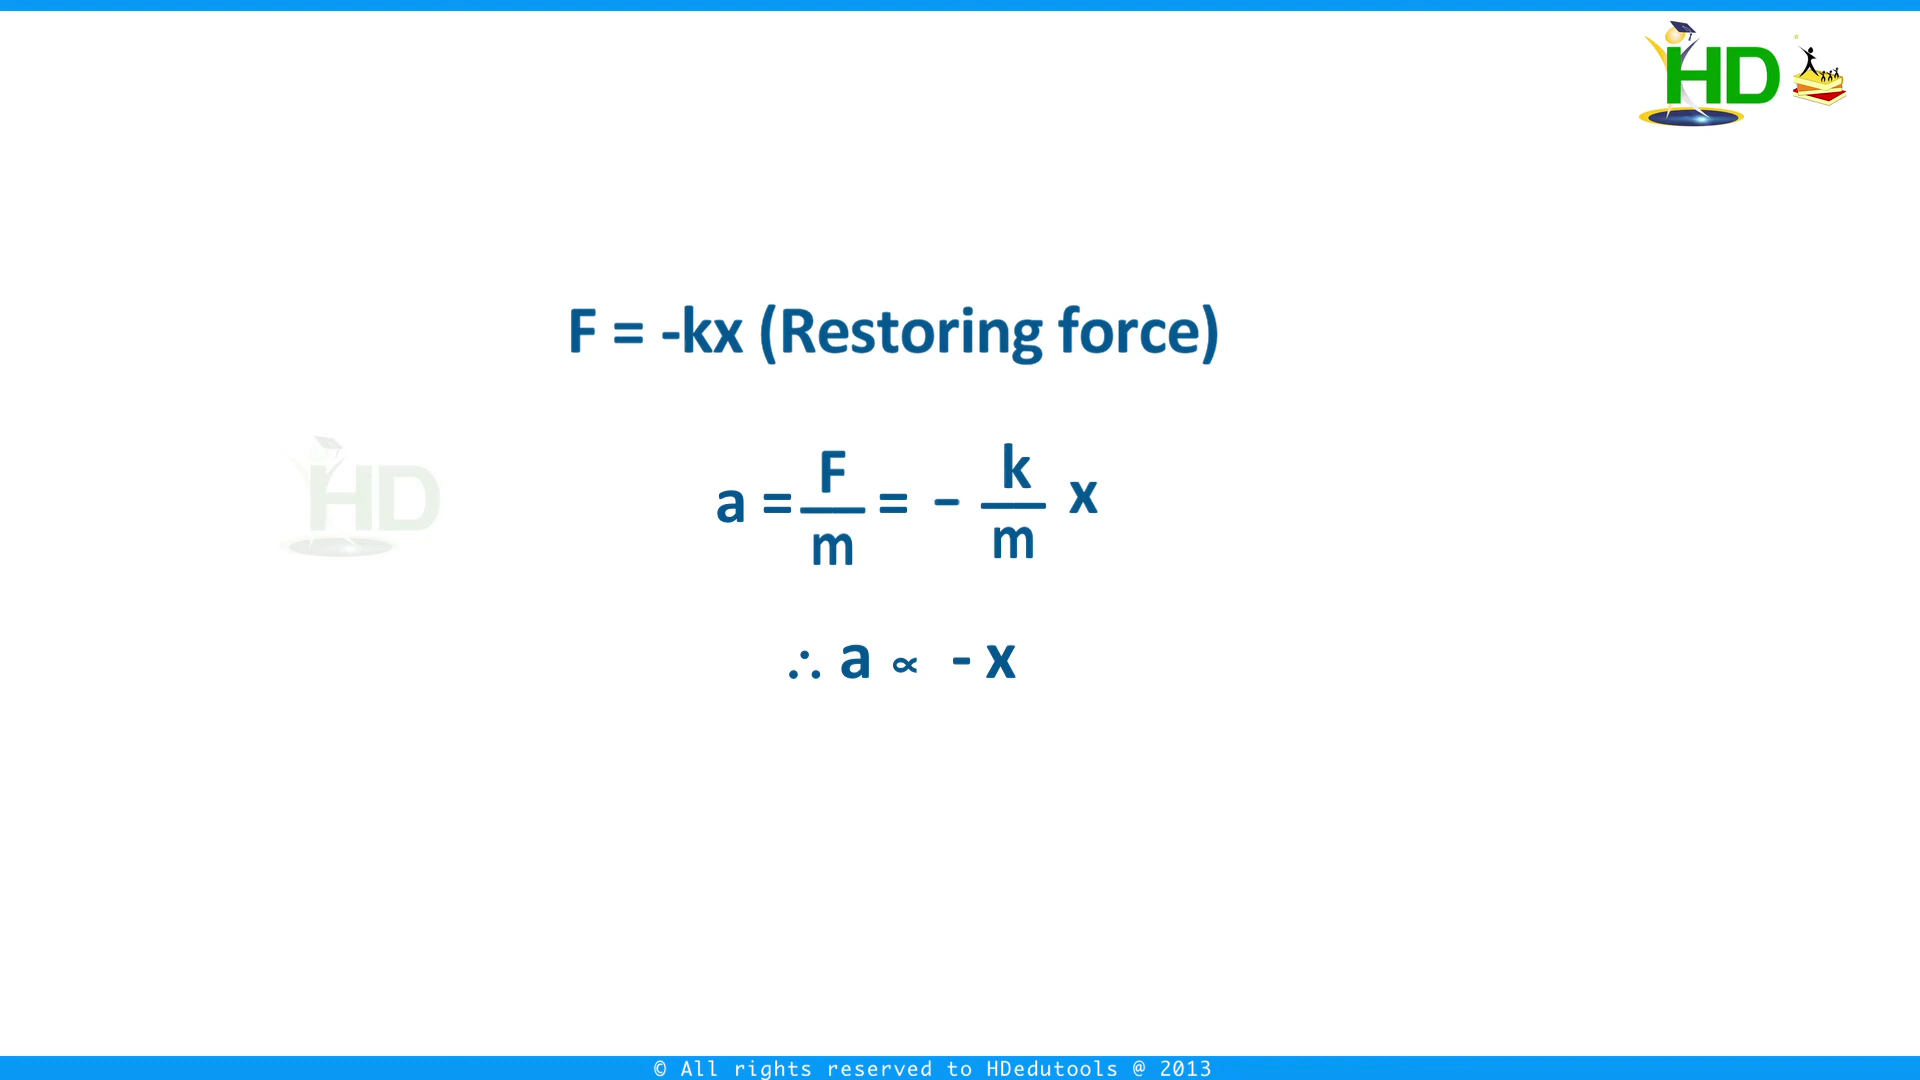 HD
F = -kx (Restoring force)
HD
a = F/m = - k/m x
∴ a ∝ - x
© All rights reserved to HDedutools @ 2013